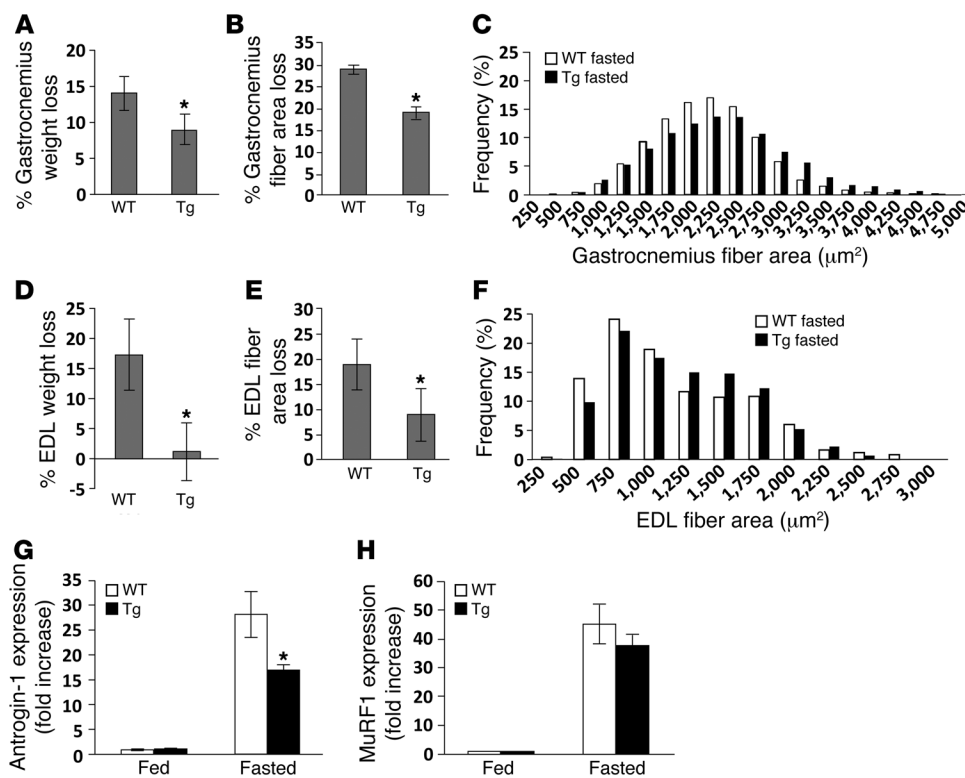 A
% Gastrocnemius
weight loss
20
15
10
5
0
*
WT
Tg
B
% Gastrocnemius
fiber area loss
35
30
25
20
15
10
5
0
*
WT
Tg
C
Frequency (%)
25
20
15
10
5
0
WT fasted
Tg fasted
250
500
750
1,000
1,250
1,500
1,750
2,000
2,250
2,500
2,750
3,000
3,250
3,500
3,750
4,000
4,250
4,500
4,750
5,000
Gastrocnemius fiber area (μm²)
D
% EDL weight loss
25
20
15
10
5
0
-5
*
WT
Tg
E
% EDL fiber
area loss
30
25
20
15
10
5
0
*
WT
Tg
F
Frequency (%)
25
20
15
10
5
0
WT fasted
Tg fasted
250
500
750
1,000
1,250
1,500
1,750
2,000
2,250
2,500
2,750
3,000
EDL fiber area (μm²)
G
Antrogin-1 expression
(fold increase)
35
30
25
20
15
10
5
0
WT
Tg
*
Fed
Fasted
H
MuRF1 expression
(fold increase)
60
50
40
30
20
10
0
WT
Tg
Fed
Fasted